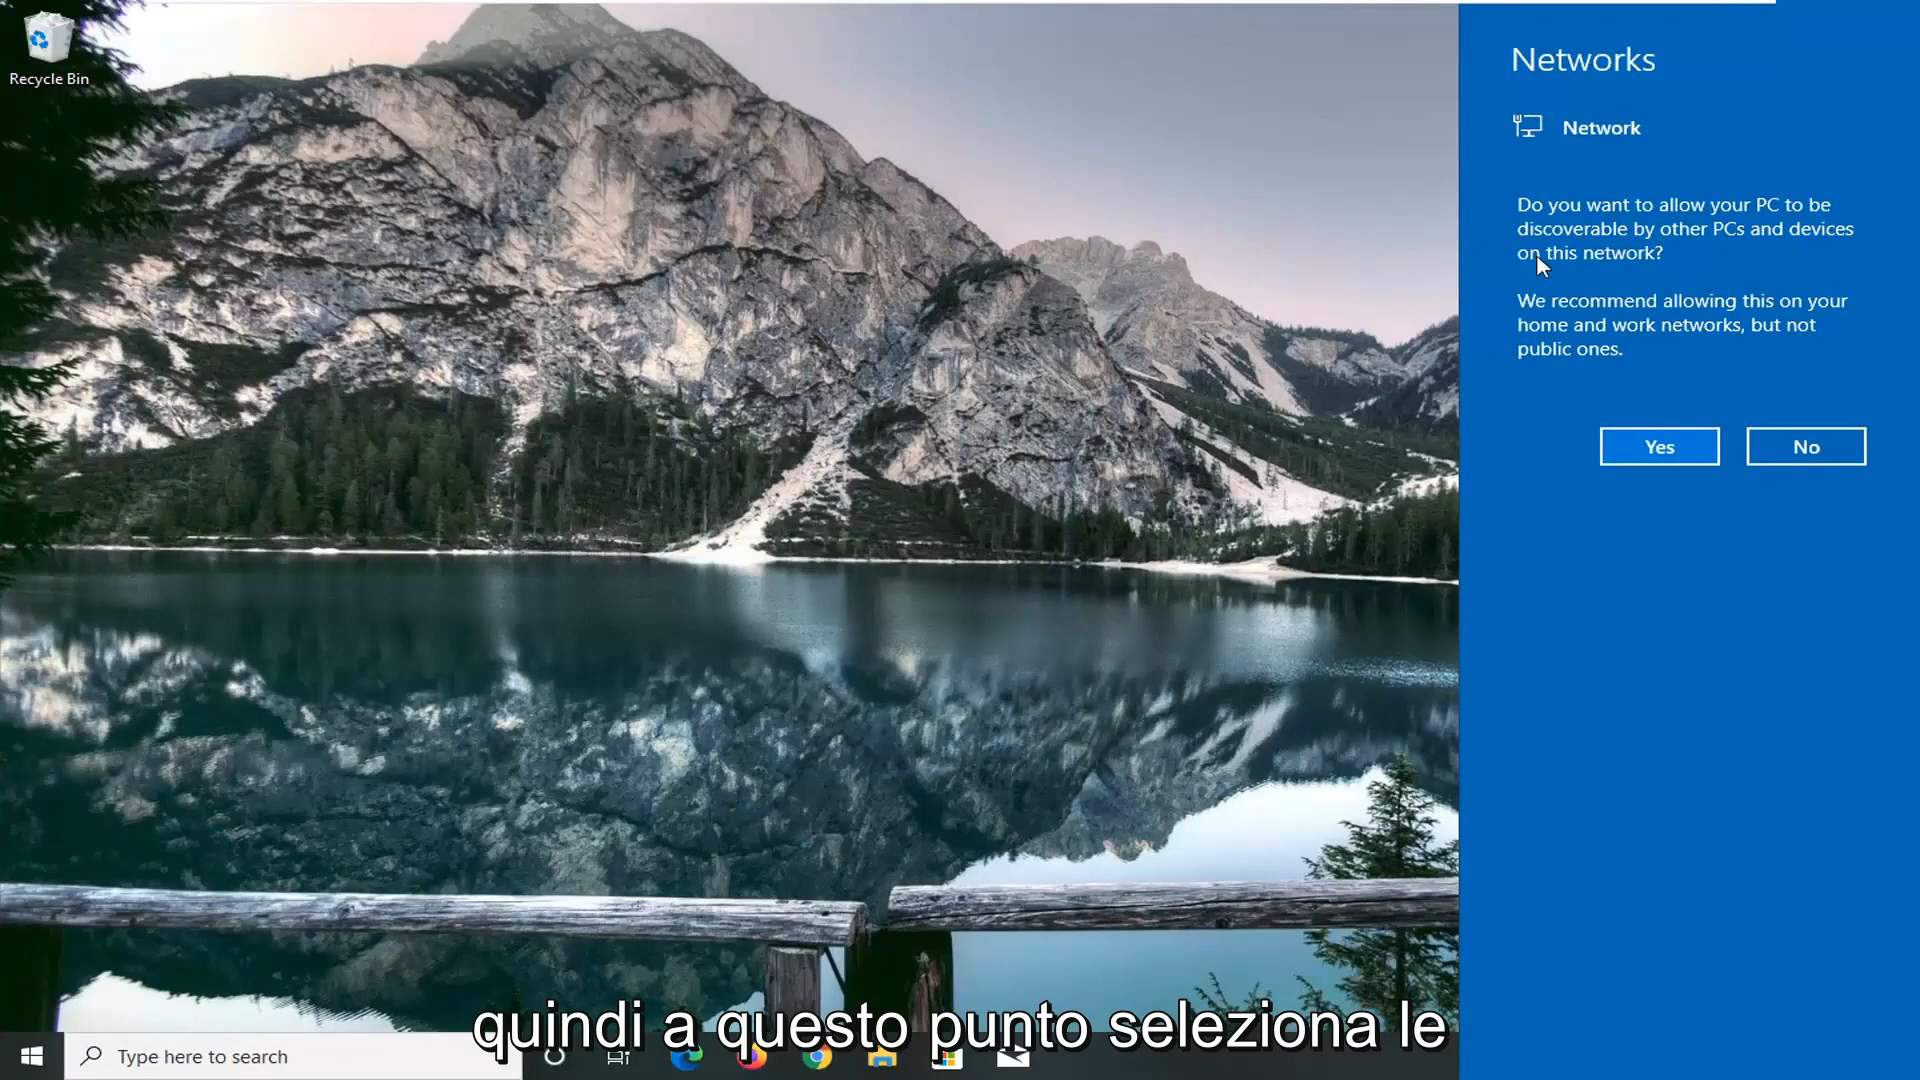 Recycle Bin
Networks
Network
Do you want to allow your PC to be
discoverable by other PCs and devices
on this network?
We recommend allowing this on your
home and work networks, but not
public ones.
Yes
No
quindi a questo punto seleziona le
Type here to search